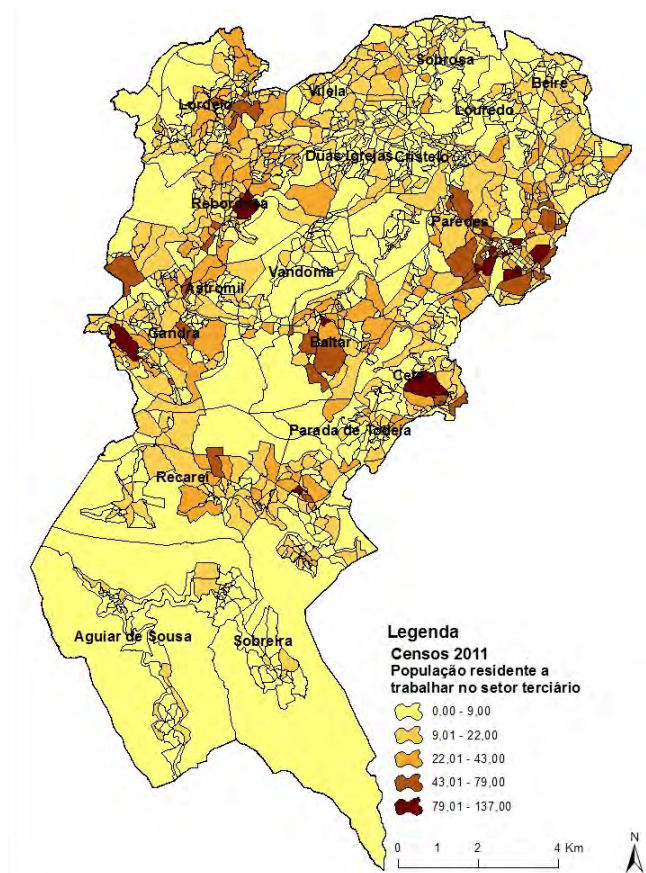 Sobrosa
Vilela
Beire
Lordelo
Louredo
Duas Igrejas
Cristelo
Rebordosa
Paredes
Vandoma
Astromil
Gandra
Baltar
Cete
Parada de Todeia
Recarei
Aguiar de Sousa
Sobreira
Legenda
Censos 2011
População residente a
trabalhar no setor terciário
0,00 - 9,00
9,01 - 22,00
22,01 - 43,00
43,01 - 79,00
79,01 - 137,00
N
0 1 2 4 Km